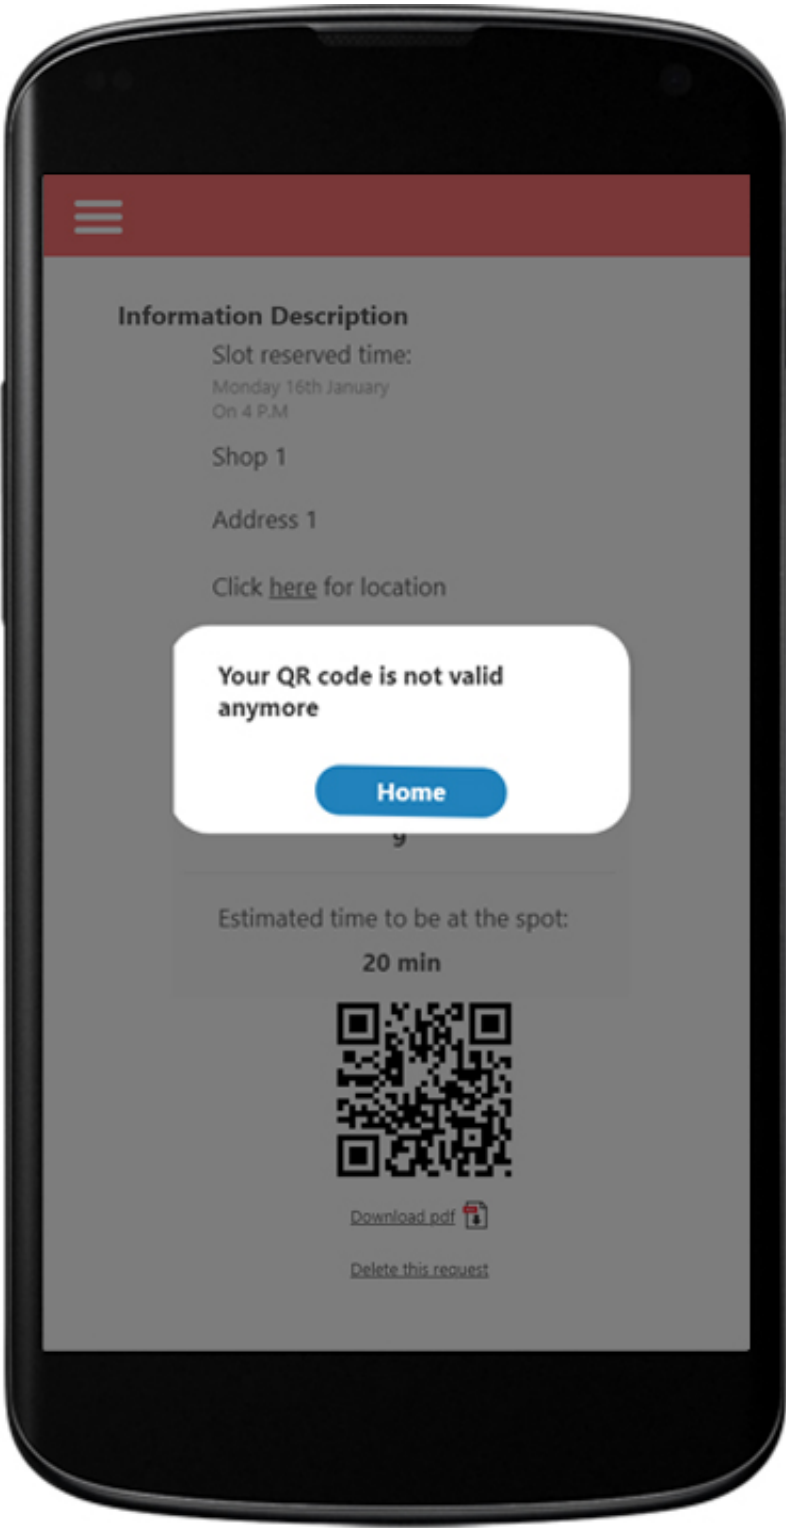 Information Description
Slot reserved time:
Monday 16th January
On 4 P.M
Shop 1
Address 1
Click here for location
Your QR code is not valid
anymore
Home
9
Estimated time to be at the spot:
20 min
Download pdf
Delete this request